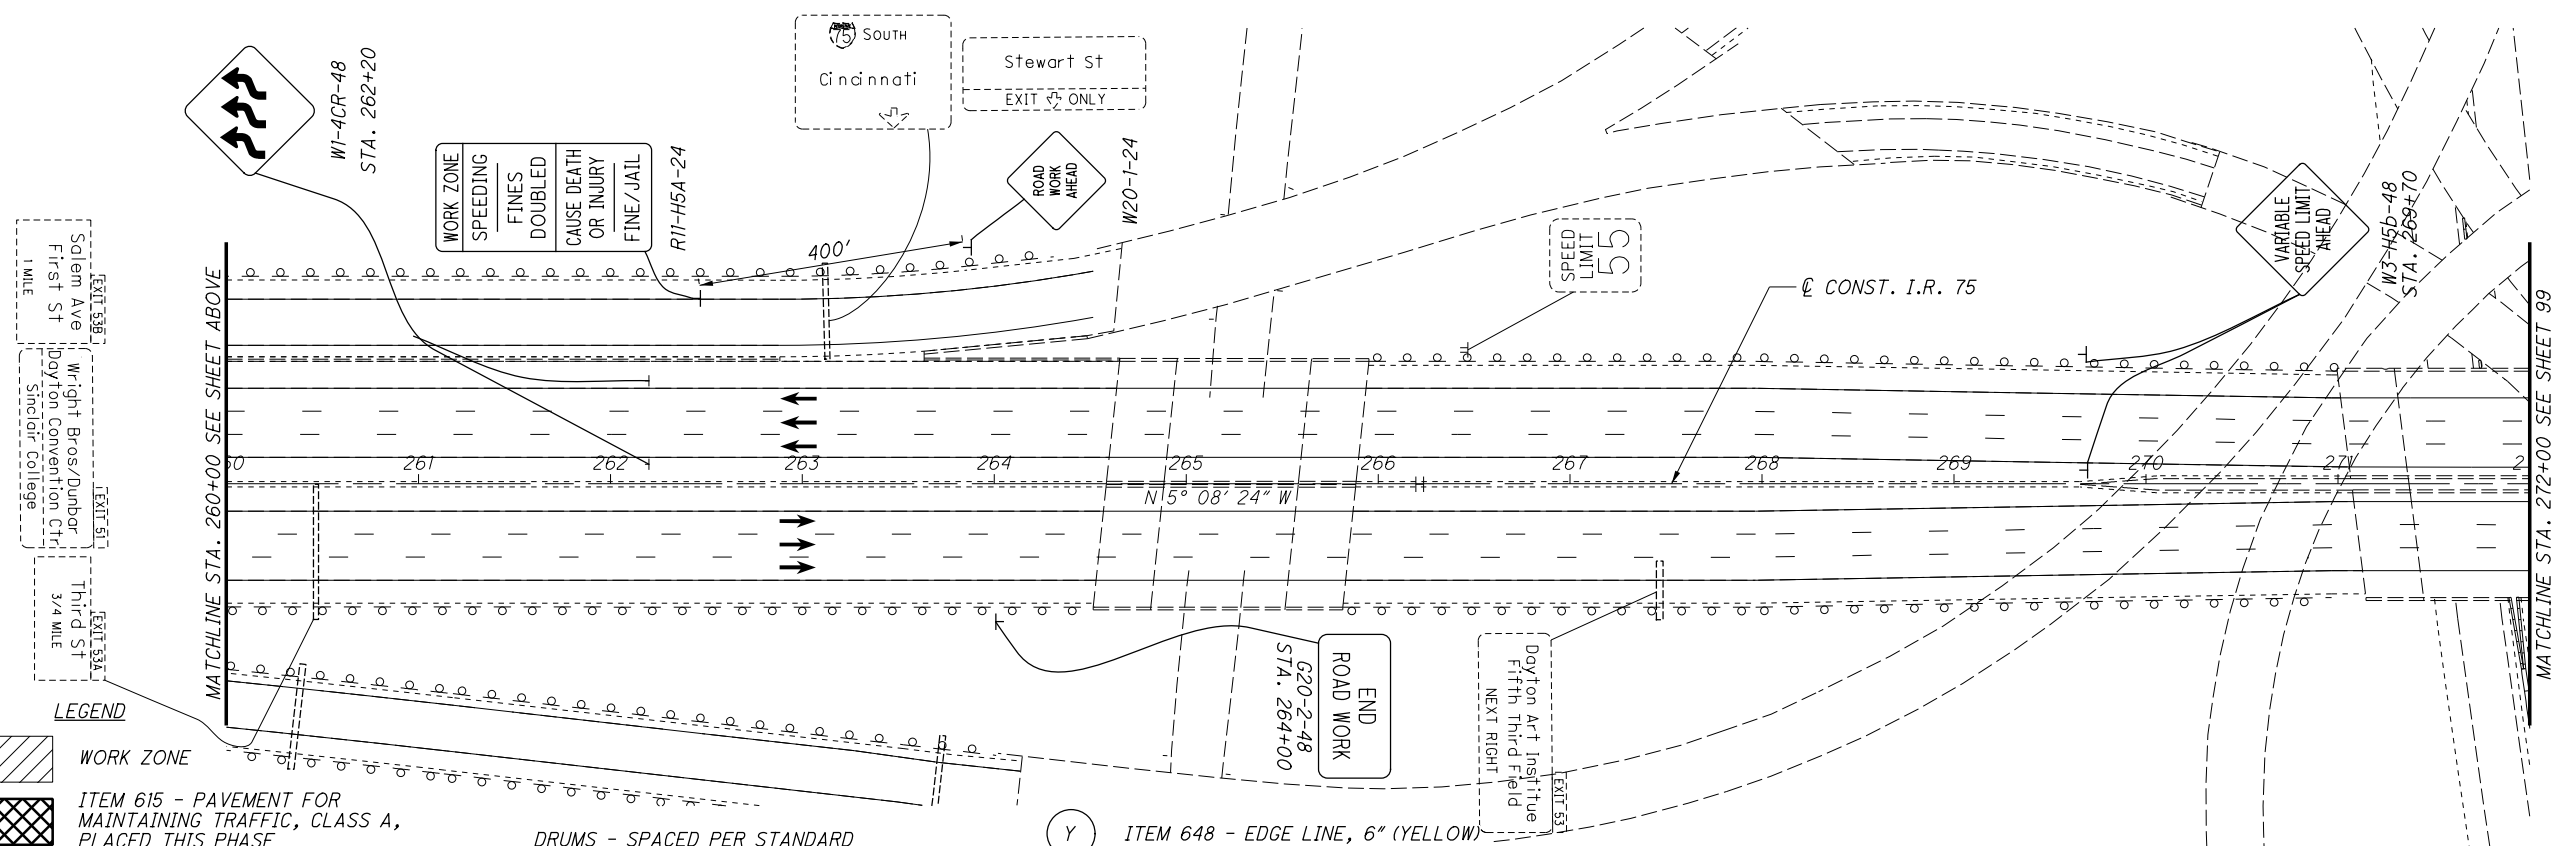 W1-4CR-48
STA. 262+20
WORK ZONE
SPEEDING
FINES
DOUBLED
CAUSE DEATH
OR INJURY
FINE/JAIL
R11-H5A-24
75 SOUTH
Cincinnati
Stewart St
EXIT ONLY
ROAD
WORK
AHEAD
W20-1-24
400'
SPEED
LIMIT
55
℄ CONST. I.R. 75
VARIABLE
SPEED LIMIT
AHEAD
W3-H5b-48
STA. 269+70
EXIT 53B
Salem Ave
First St
1 MILE
EXIT 51
Wright Bros/Dunbar
Dayton Convention Ctr
Sinclair College
EXIT 53A
Third St
3/4 MILE
MATCHLINE STA. 260+00 SEE SHEET ABOVE
60 261 262 263 264 265 266 267 268 269 270 271 2
N 5° 08' 24" W
MATCHLINE STA. 272+00 SEE SHEET 99
END
ROAD WORK
G20-2-48
STA. 264+00
Dayton Art Institue
Fifth Third Field
NEXT RIGHT
EXIT 53
LEGEND
WORK ZONE
ITEM 615 - PAVEMENT FOR
MAINTAINING TRAFFIC, CLASS A,
PLACED THIS PHASE
DRUMS - SPACED PER STANDARD
Y ITEM 648 - EDGE LINE, 6" (YELLOW)